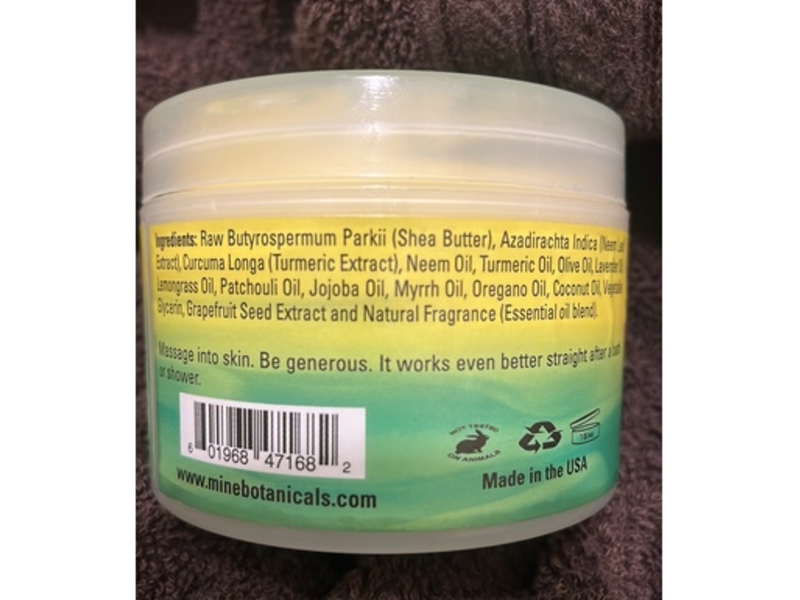 Ingredients: Raw Butyrospermum Parkii (Shea Butter), Azadirachta Indica (Neem Leaf
Extract), Curcuma Longa (Turmeric Extract), Neem Oil, Turmeric Oil, Olive Oil, Lavender
Lemongrass Oil, Patchouli Oil, Jojoba Oil, Myrrh Oil, Oregano Oil, Coconut Oil,
Glycerin, Grapefruit Seed Extract and Natural Fragrance (Essential oil blend).
Massage into skin. Be generous. It works even better straight after a bath
or shower.
6 01968 47168 2
NOT TESTED
ON ANIMALS
www.minebotanicals.com
Made in the USA